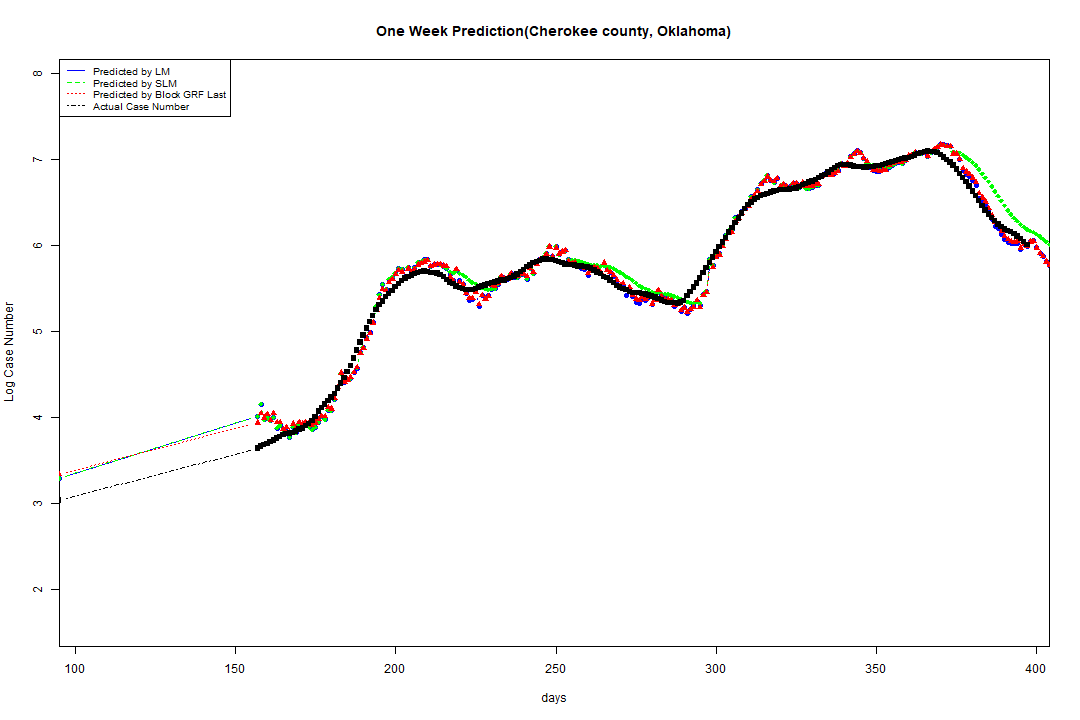 One Week Prediction(Cherokee county, Oklahoma)
Predicted by LM
Predicted by SLM
Predicted by Block GRF Last
Actual Case Number
8
7
6
5
4
3
2
Log Case Number
100 150 200 250 300 350 400
days